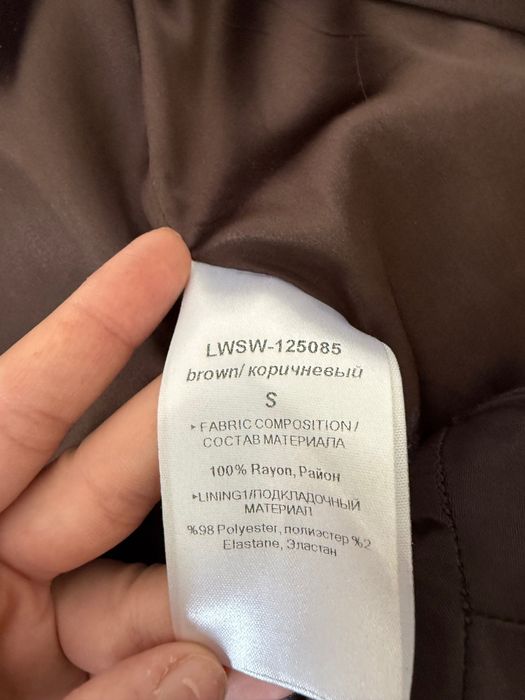 LWSW-125085
brown/ коричневый
S
▸ FABRIC COMPOSITION /
СОСТАВ МАТЕРИАПА
100% Rayon, Район
▸LINING1/ПОДКЛАДОЧНЫЙ
МАТЕРИАЛ
%98 Polyester, полиэстер %2
Elastane, Эластан